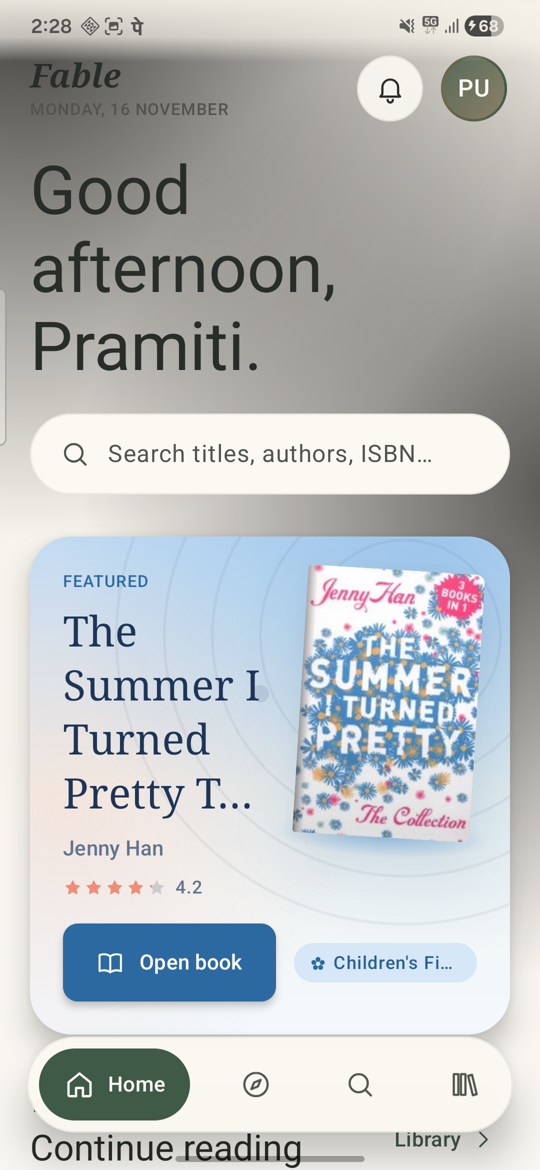 2:28 पे 5G 68
Fable
MONDAY, 16 NOVEMBER
PU
Good
afternoon,
Pramiti.
Search titles, authors, ISBN...
FEATURED
The
Summer I
Turned
Pretty T...
Jenny Han
4.2
Jenny Han
3
BOOKS
IN 1
THE
SUMMER
I TURNED
PRETTY
The Collection
Open book
Children's Fi...
Home
Continue reading
Library